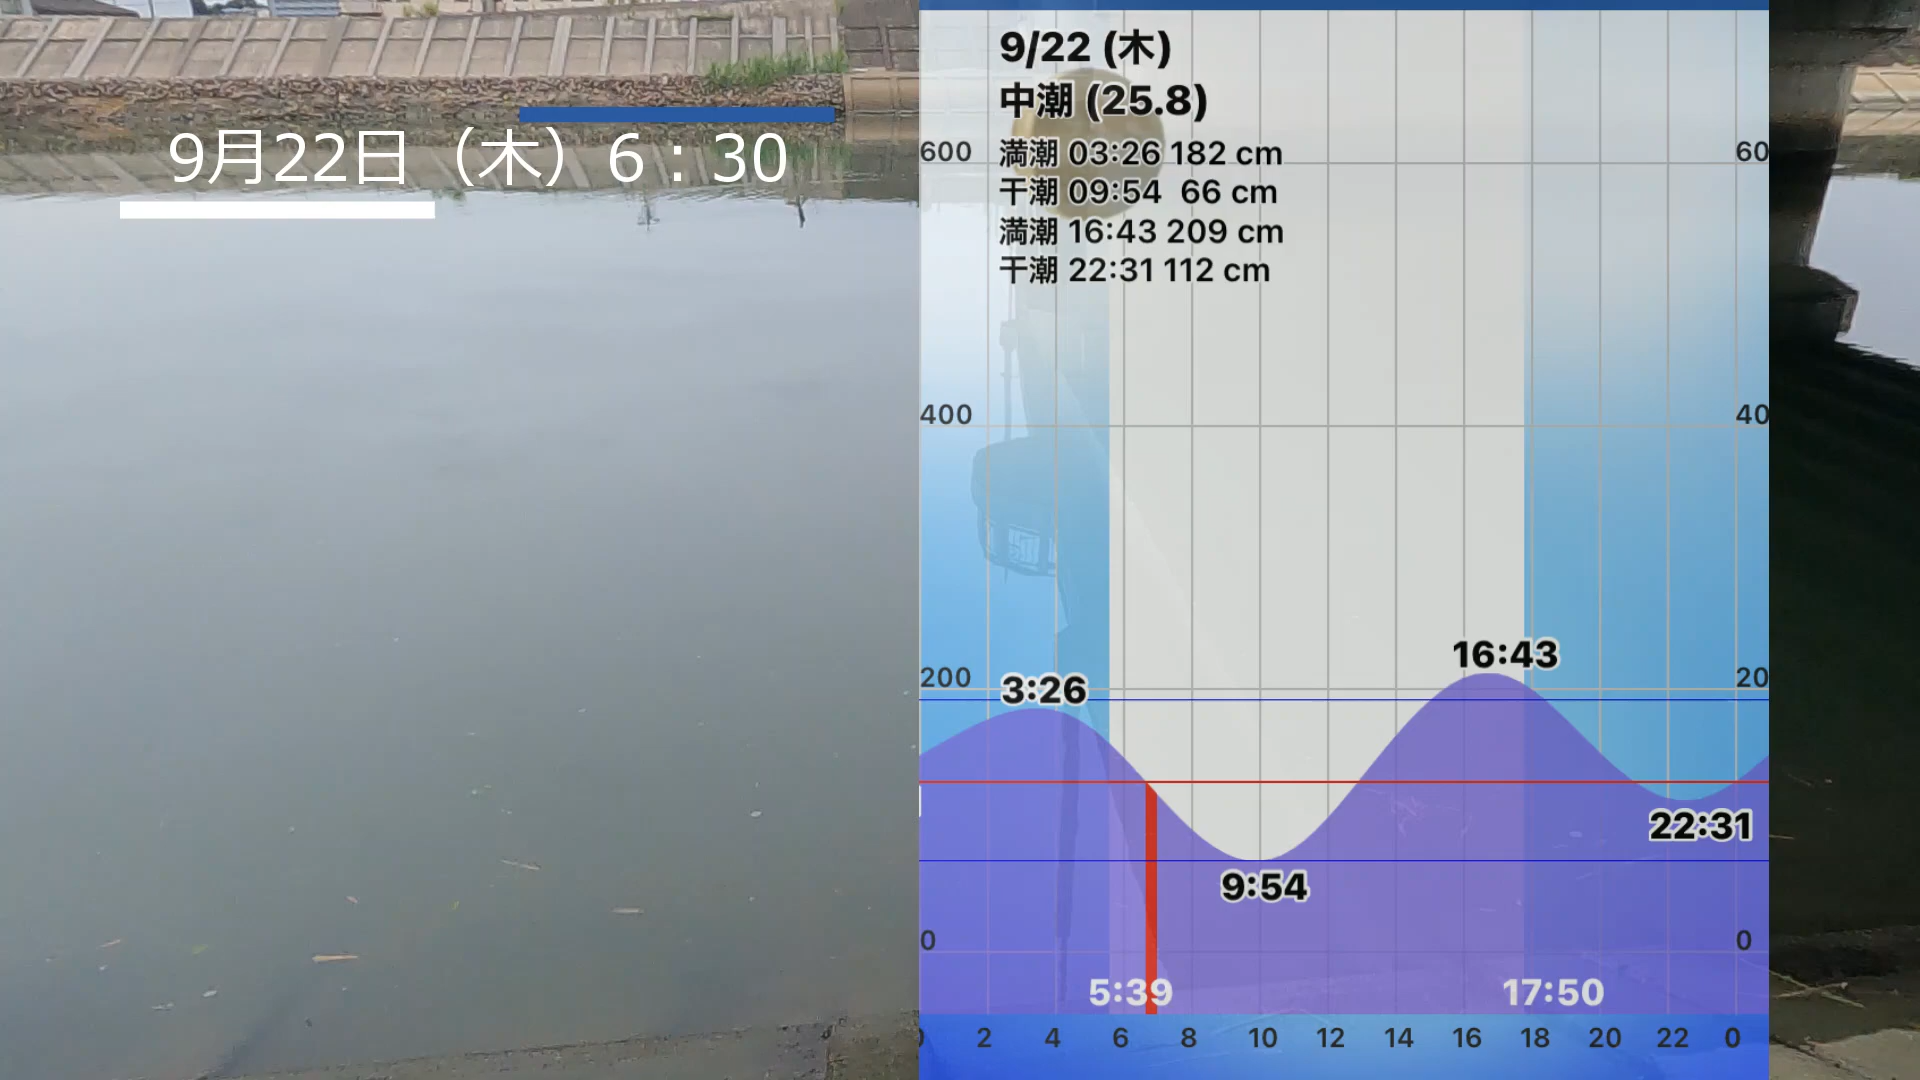 9月22日（木）6：30
9/22 (木)
中潮 (25.8)
満潮 03:26 182 cm
干潮 09:54 66 cm
満潮 16:43 209 cm
干潮 22:31 112 cm
600 60
400 40
200 20
3:26
16:43
22:31
9:54
0 0
5:39 17:50
2 4 6 8 10 12 14 16 18 20 22 0